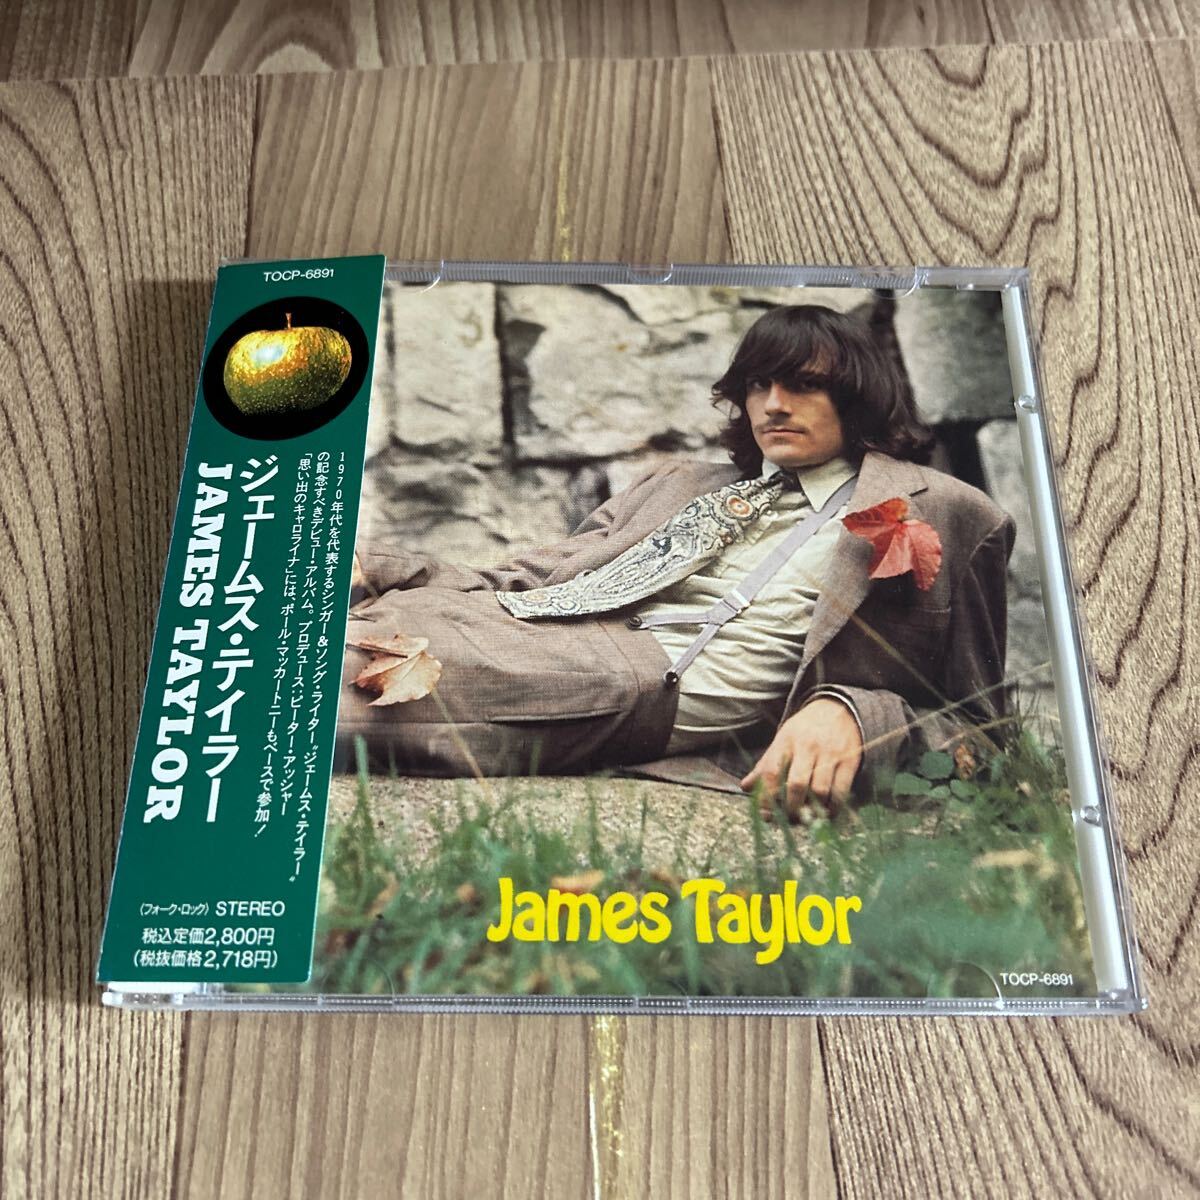 TOCP-6891
ジェームス・テイラー
JAMES TAYLOR
1970年代を代表するシンガー&ソング・ライター“ジェームス・テイラー”
の記念すべきデビュー・アルバム。プロデュース:ピーター・アッシャー
「思い出のキャロライナ」には、ポール・マッカートニーもベースで参加!
(フォーク・ロック) STEREO
税込定価2,800円
(税抜価格2,718円)
James Taylor
TOCP-6891